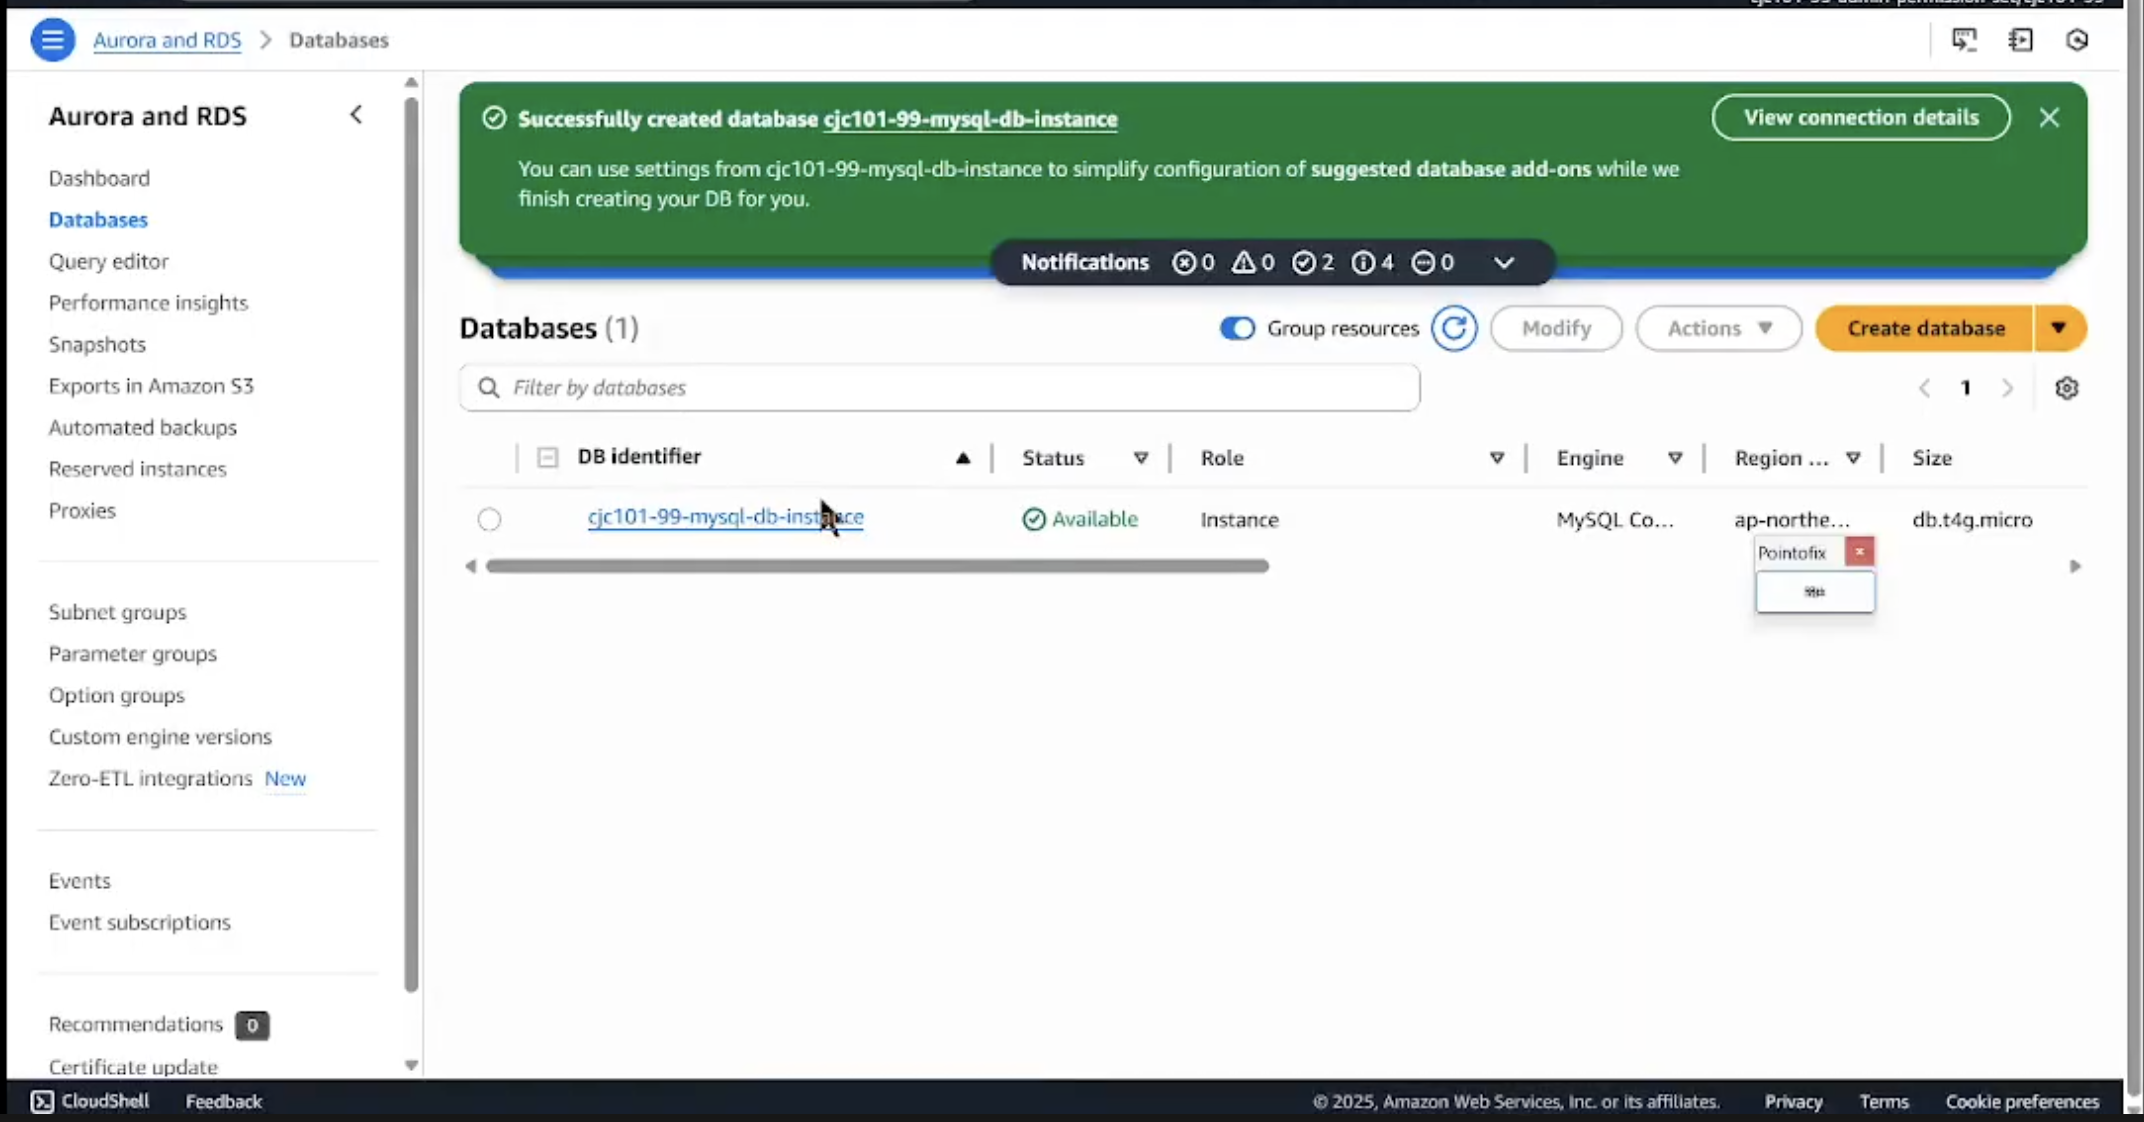 Aurora and RDS > Databases
Aurora and RDS
Dashboard
Databases
Query editor
Performance insights
Snapshots
Exports in Amazon S3
Automated backups
Reserved instances
Proxies
Subnet groups
Parameter groups
Option groups
Custom engine versions
Zero-ETL integrations New
Events
Event subscriptions
Recommendations 0
Certificate update
Successfully created database cjc101-99-mysql-db-instance
View connection details
You can use settings from cjc101-99-mysql-db-instance to simplify configuration of suggested database add-ons while we
finish creating your DB for you.
Notifications 0 0 2 4 0
Databases (1)
Group resources
Modify
Actions
Create database
Filter by databases
1
DB identifier Status Role Engine Region ... Size
cjc101-99-mysql-db-instance Available Instance MySQL Co... ap-northe... db.t4g.micro
Pointofix
CloudShell Feedback © 2025, Amazon Web Services, Inc. or its affiliates. Privacy Terms Cookie preferences